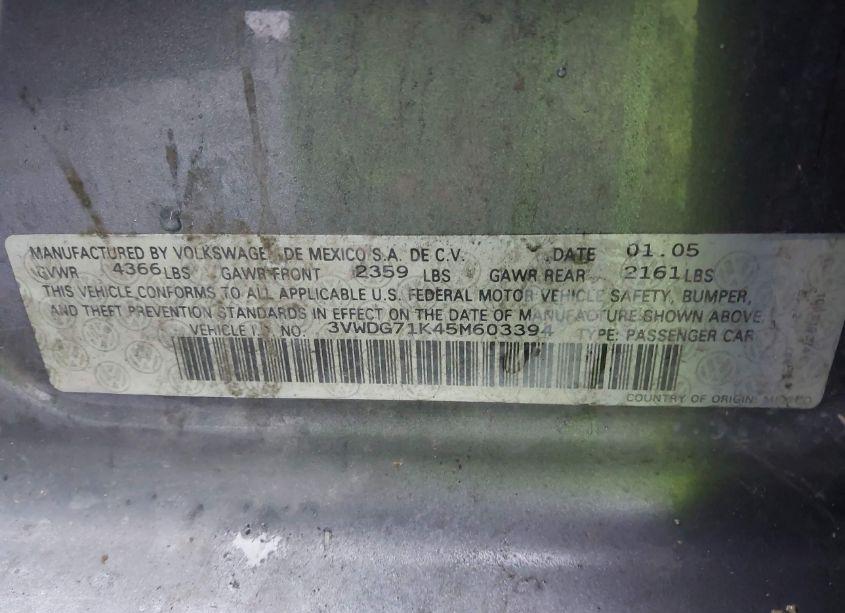 MANUFACTURED BY VOLKSWAGEN DE MEXICO S.A. DE C.V. DATE 01.05
GVWR 4366 LBS GAWR FRONT 2359 LBS GAWR REAR 2161 LBS
THIS VEHICLE CONFORMS TO ALL APPLICABLE U.S. FEDERAL MOTOR VEHICLE SAFETY, BUMPER,
AND THEFT PREVENTION STANDARDS IN EFFECT ON THE DATE OF MANUFACTURE SHOWN ABOVE.
VEHICLE I. NO. 3VWDG71K45M603394 TYPE: PASSENGER CAR
COUNTRY OF ORIGIN: MEXICO